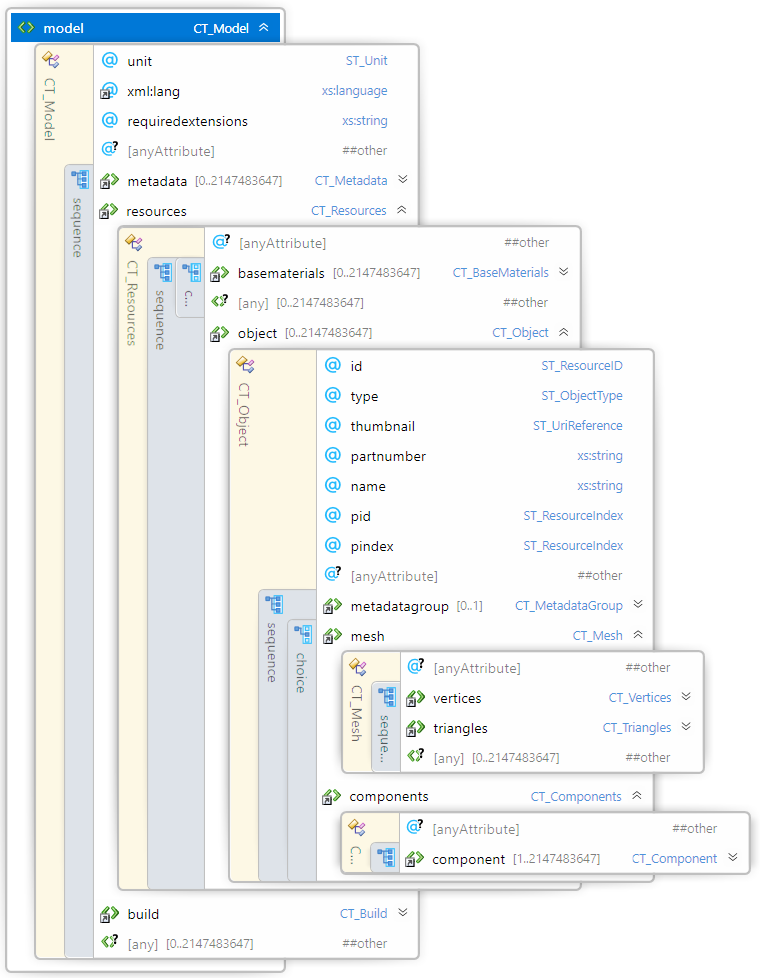 model CT_Model
CT_Model
unit ST_Unit
xml:lang xs:language
requiredextensions xs:string
[anyAttribute] ##other
sequence
metadata [0..2147483647] CT_Metadata
resources CT_Resources
CT_Resources
[anyAttribute] ##other
sequence
c...
basematerials [0..2147483647] CT_BaseMaterials
[any] [0..2147483647] ##other
object [0..2147483647] CT_Object
CT_Object
id ST_ResourceID
type ST_ObjectType
thumbnail ST_UriReference
partnumber xs:string
name xs:string
pid ST_ResourceIndex
pindex ST_ResourceIndex
[anyAttribute] ##other
sequence
metadatagroup [0..1] CT_MetadataGroup
choice
mesh CT_Mesh
CT_Mesh
[anyAttribute] ##other
seque...
vertices CT_Vertices
triangles CT_Triangles
[any] [0..2147483647] ##other
components CT_Components
C...
[anyAttribute] ##other
component [1..2147483647] CT_Component
build CT_Build
[any] [0..2147483647] ##other